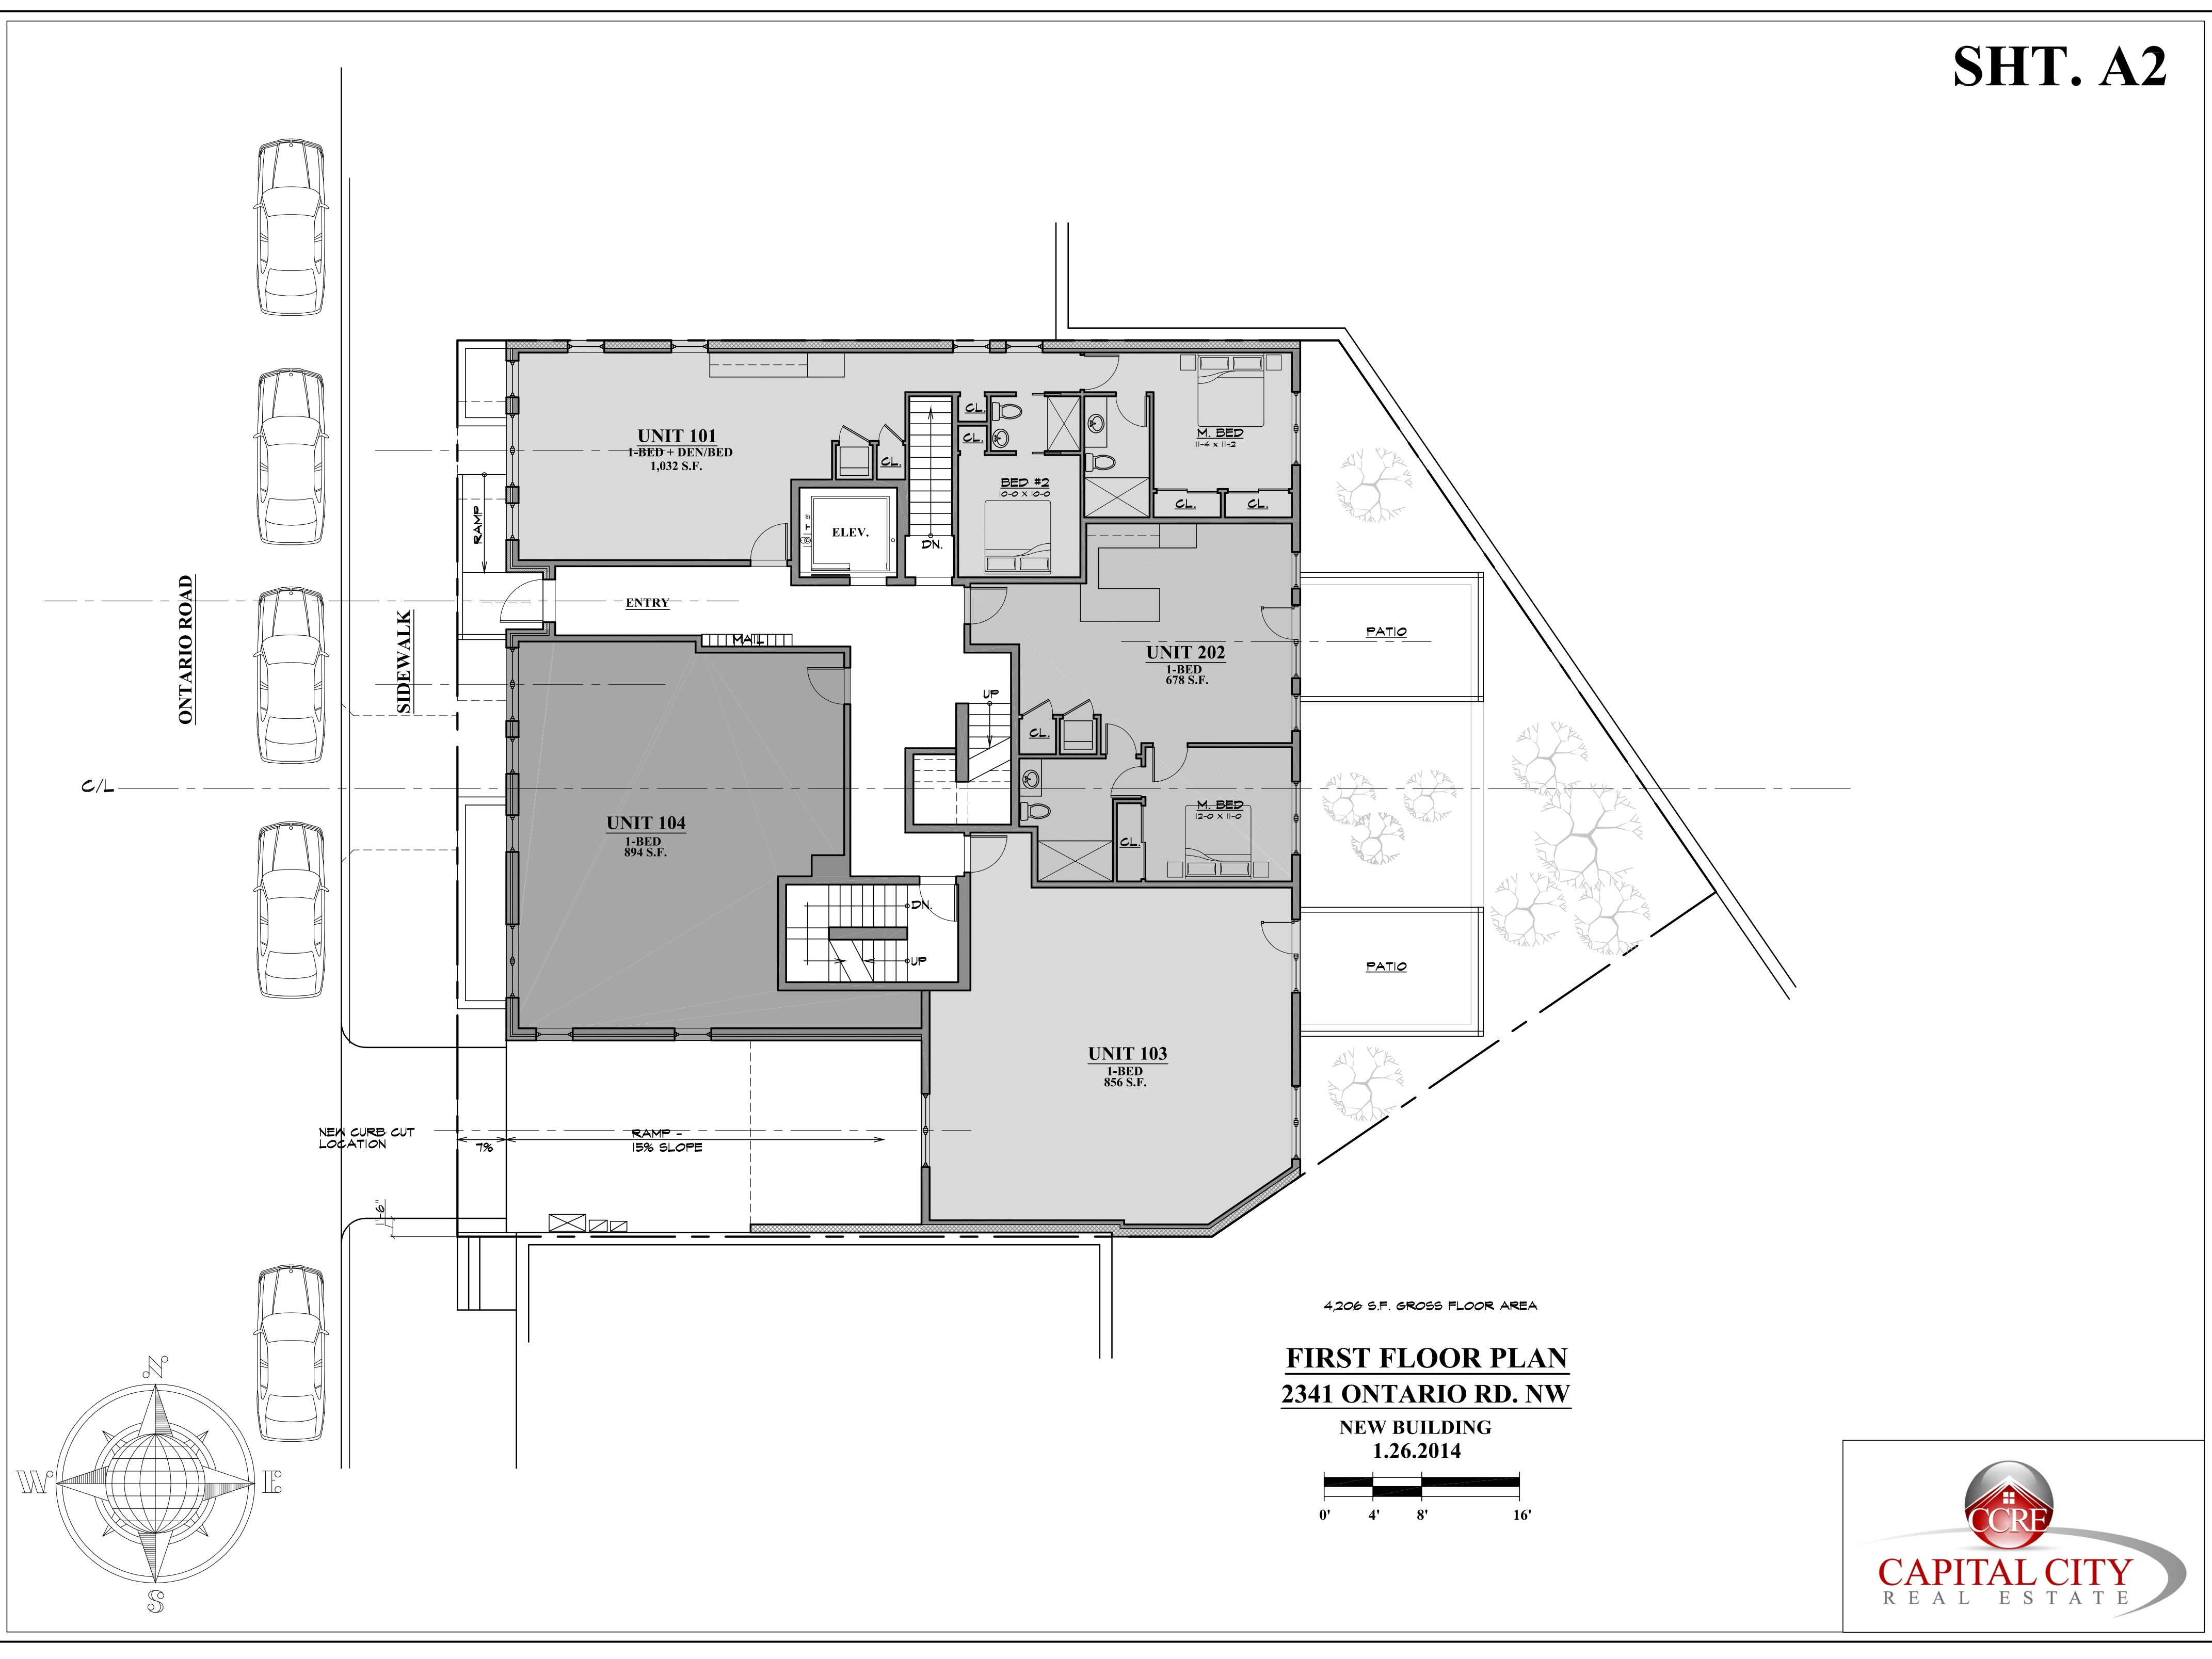 SHT. A2
UNIT 101
1-BED + DEN/BED
1,032 S.F.
CL.
CL.
CL.
M. BED
11-4 x 11-2
CL.
CL.
BED #2
10-0 x 10-0
ELEV.
DN.
RAMP
ENTRY
MAIL
ONTARIO ROAD
SIDEWALK
UNIT 202
1-BED
678 S.F.
PATIO
UP
CL.
C/L
M. BED
12-0 x 11-0
CL.
UNIT 104
1-BED
894 S.F.
DN.
UP
PATIO
UNIT 103
1-BED
856 S.F.
NEW CURB CUT
LOCATION
7%
RAMP -
15% SLOPE
4,206 S.F. GROSS FLOOR AREA
FIRST FLOOR PLAN
2341 ONTARIO RD. NW
NEW BUILDING
1.26.2014
0' 4' 8' 16'
N
W E
S
CCRE
CAPITAL CITY
REAL ESTATE